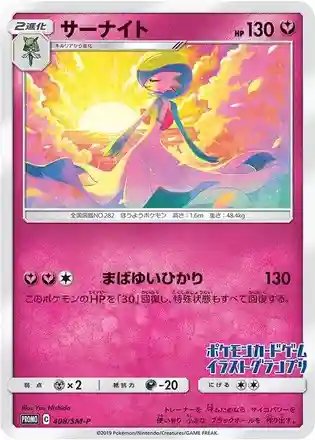 2進化
サーナイト
HP 130
キルリアから進化
全国図鑑NO.282 ほうようポケモン 高さ:1.6m 重さ:48.4kg
まばゆいひかり 130
このポケモンのHPを「30」回復し、特殊状態もすべて回復する。
ポケモンカードゲーム
イラストグランプリ
弱点 ×2 抵抗力 -20 にげる
Illus. Yuu Nishida
PROMO C 408/SM-P
トレーナーを
©2019 Pokémon/Nintendo/Creatures/GAME FREAK.